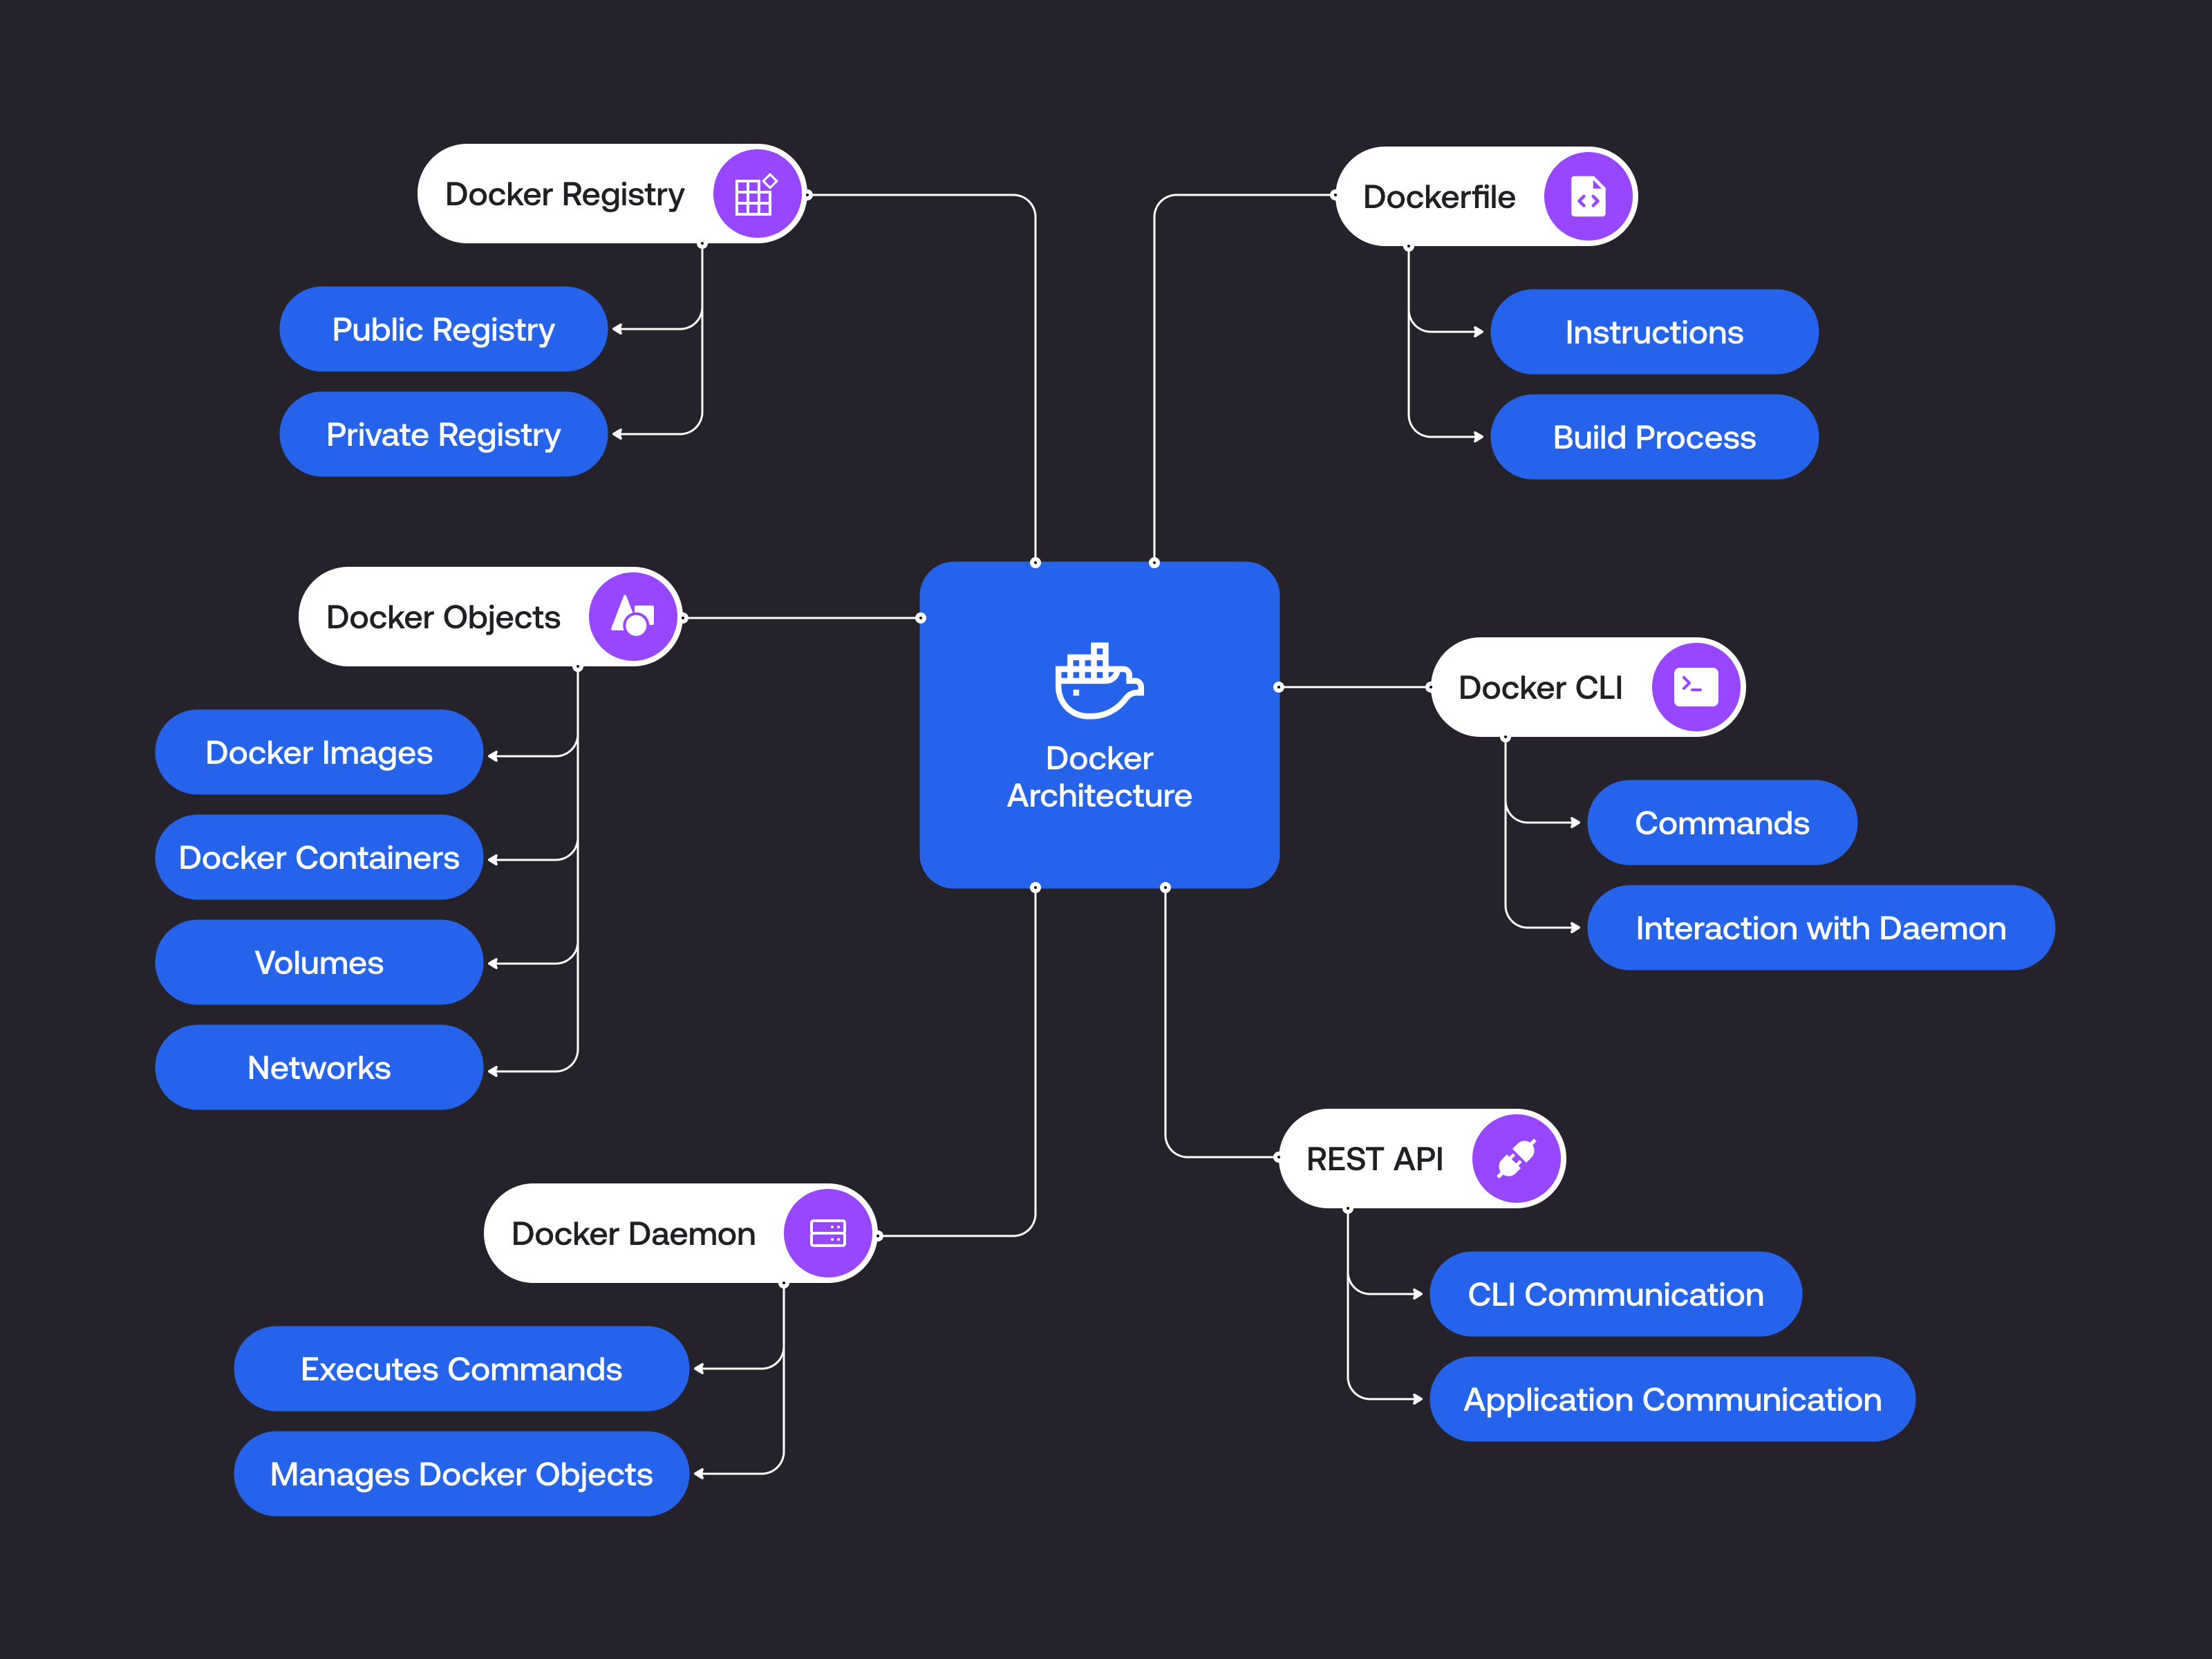 Docker Registry
Public Registry
Private Registry
Dockerfile
Instructions
Build Process
Docker Objects
Docker Images
Docker Containers
Volumes
Networks
Docker
Architecture
Docker CLI
Commands
Interaction with Daemon
Docker Daemon
Executes Commands
Manages Docker Objects
REST API
CLI Communication
Application Communication